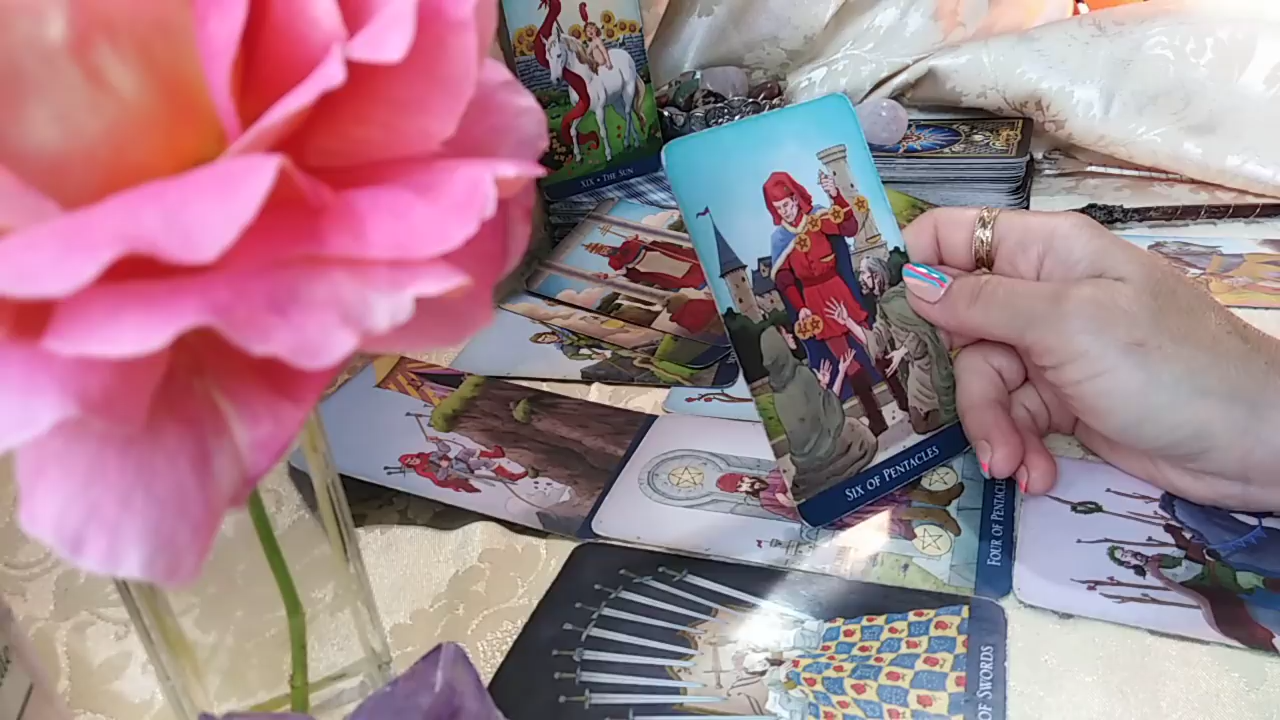 XIX • THE SUN
SIX OF PENTACLES
FOUR OF PENTACLES
OF SWORDS